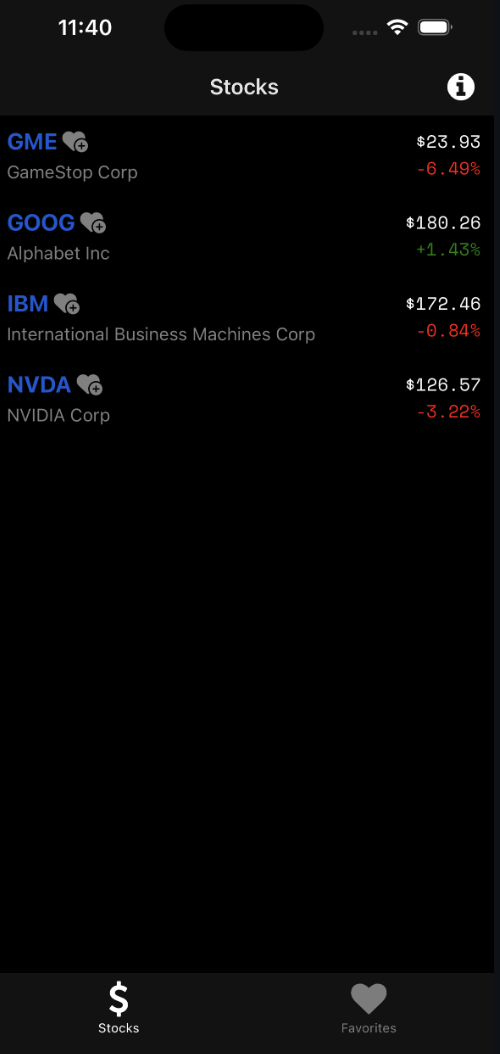 11:40
Stocks
GME
$23.93
GameStop Corp
-6.49%
GOOG
$180.26
Alphabet Inc
+1.43%
IBM
$172.46
International Business Machines Corp
-0.84%
NVDA
$126.57
NVIDIA Corp
-3.22%
Stocks
Favorites